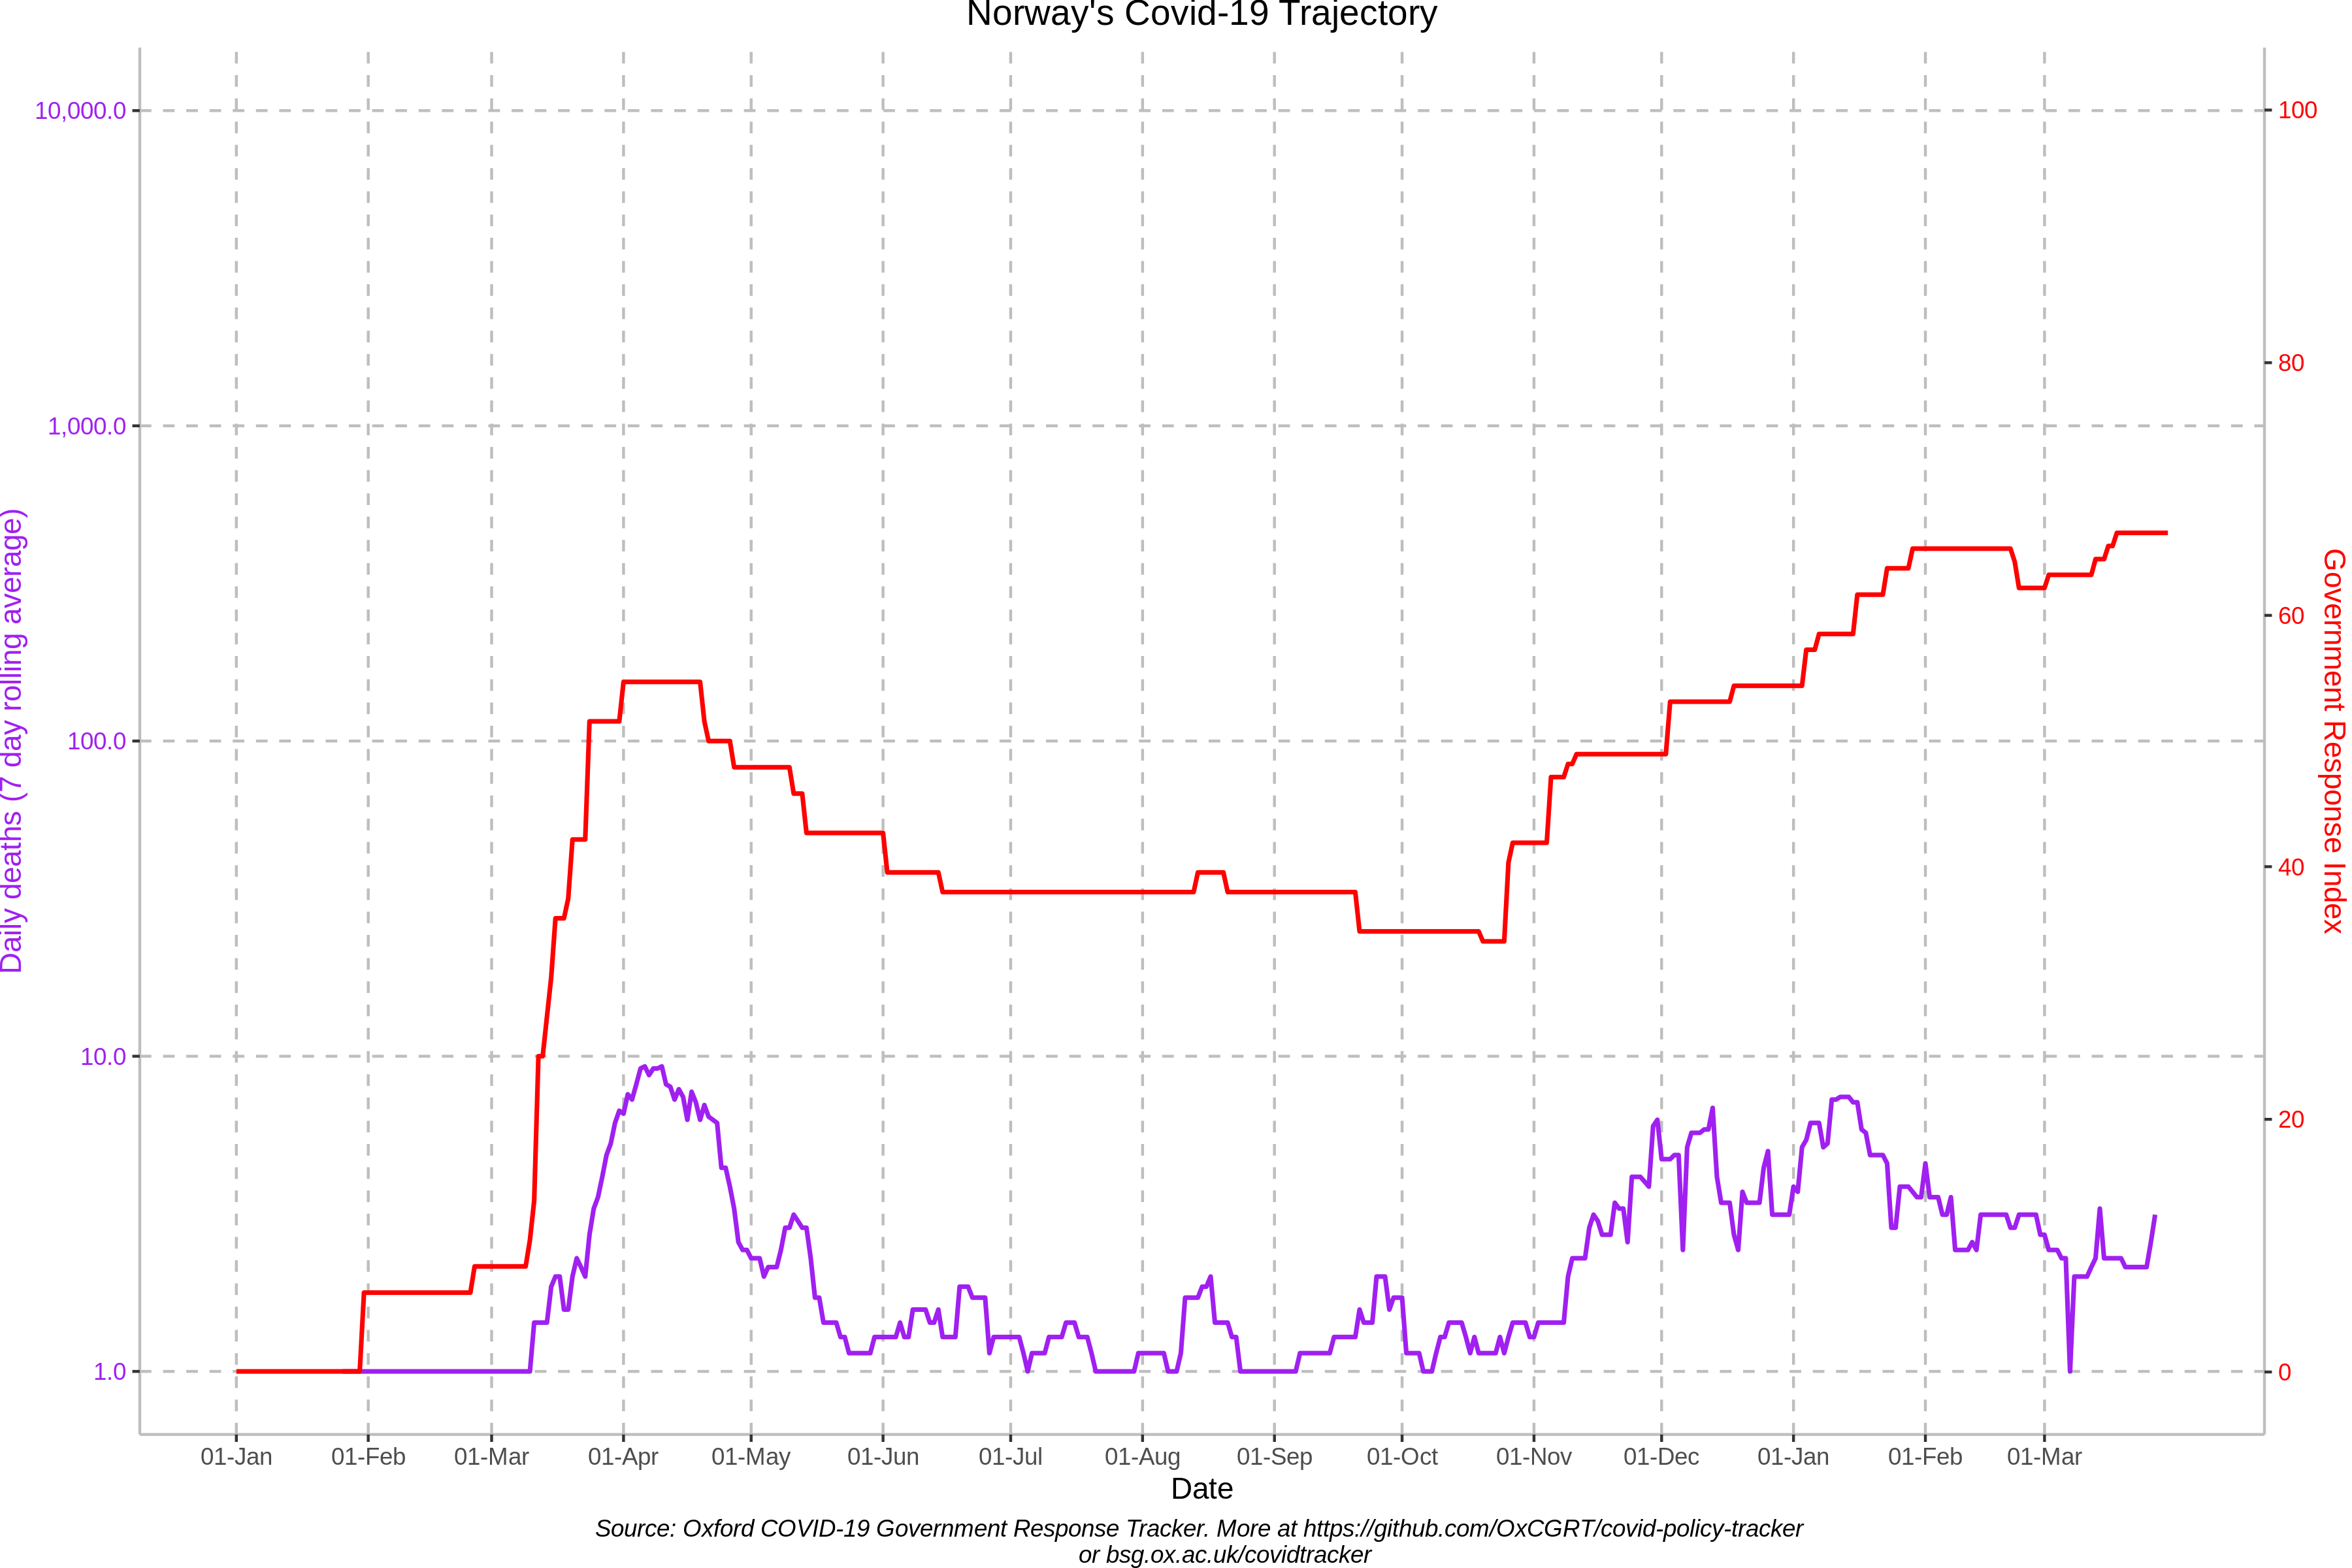 Norway's Covid-19 Trajectory
10,000.0
1,000.0
100.0
10.0
1.0
Daily deaths (7 day rolling average)
100
80
60
40
20
0
Government Response Index
01-Jan 01-Feb 01-Mar 01-Apr 01-May 01-Jun 01-Jul 01-Aug 01-Sep 01-Oct 01-Nov 01-Dec 01-Jan 01-Feb 01-Mar
Date
Source: Oxford COVID-19 Government Response Tracker. More at https://github.com/OxCGRT/covid-policy-tracker
or bsg.ox.ac.uk/covidtracker